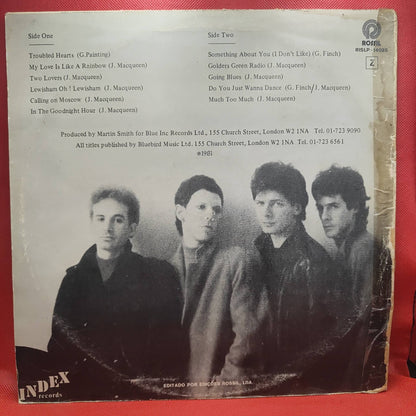 Side One
Troubled Hearts (G.Painting)
My Love Is Like A Rainbow (J. Macqueen)
Two Lovers (J. Macqueen)
Lewisham Oh ! Lewisham (J. Macqueen)
Calling on Moscow (J. Macqueen)
In The Goodnight Hour (J. Macqueen)
Side Two
Something About You (I Don't Like) (G. Finch)
Golders Green Radio (J. Macqueen)
Going Blues (J. Macqueen)
Do You Just Wanna Dance (G. Finch/J. Macqueen)
Much Too Much (J. Macqueen)
R
ROSSIL
Z
Produced by Martin Smith for Blue Inc Records Ltd., 155 Church Street, London W2 1NA Tel. 01-723 9090
All titles published by Bluebird Music Ltd., 155 Church Street, London W2 1NA Tel. 01-723 6561
℗1981
INDEX
records
EDITADO POR EDIÇÕES ROSSIL, LDA.